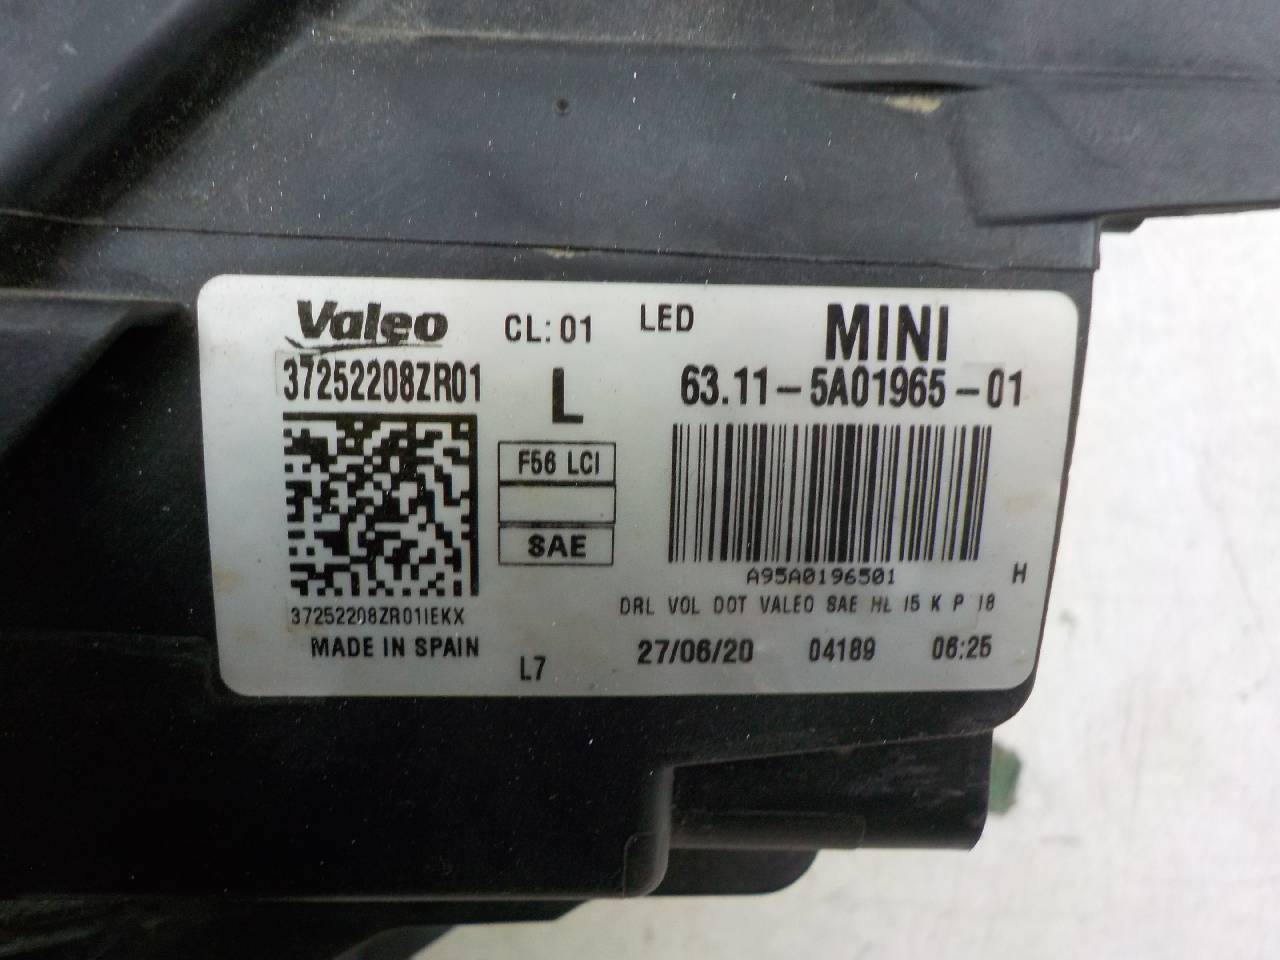 Valeo CL: 01 LED MINI
37252208ZR01 L 63.11-5A01965-01
F56 LCI
SAE
A95A0196501 H
DRL VOL DOT VALEO SAE HL 15 K P 18
37252208ZR01IEKX
MADE IN SPAIN L7 27/06/20 04189 06:25